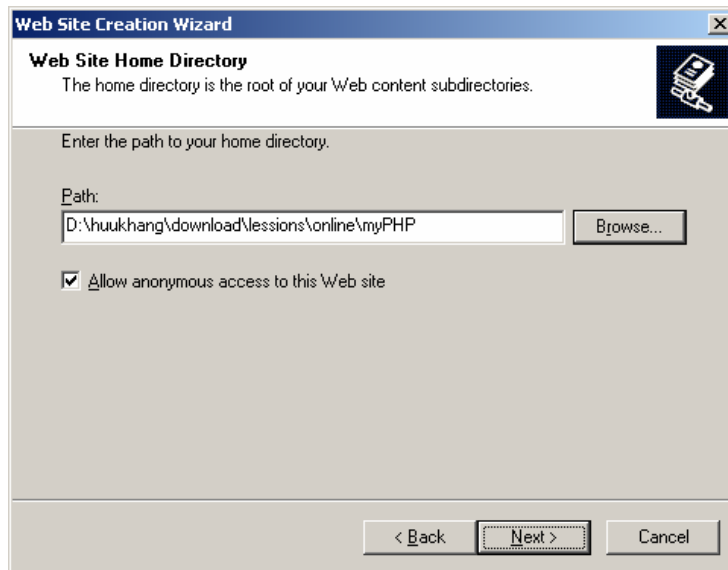 Web Site Creation Wizard
Web Site Home Directory
The home directory is the root of your Web content subdirectories.
Enter the path to your home directory.
Path:
D:\huukhang\download\lessions\online\myPHP
Browse...
Allow anonymous access to this Web site
< Back
Next >
Cancel